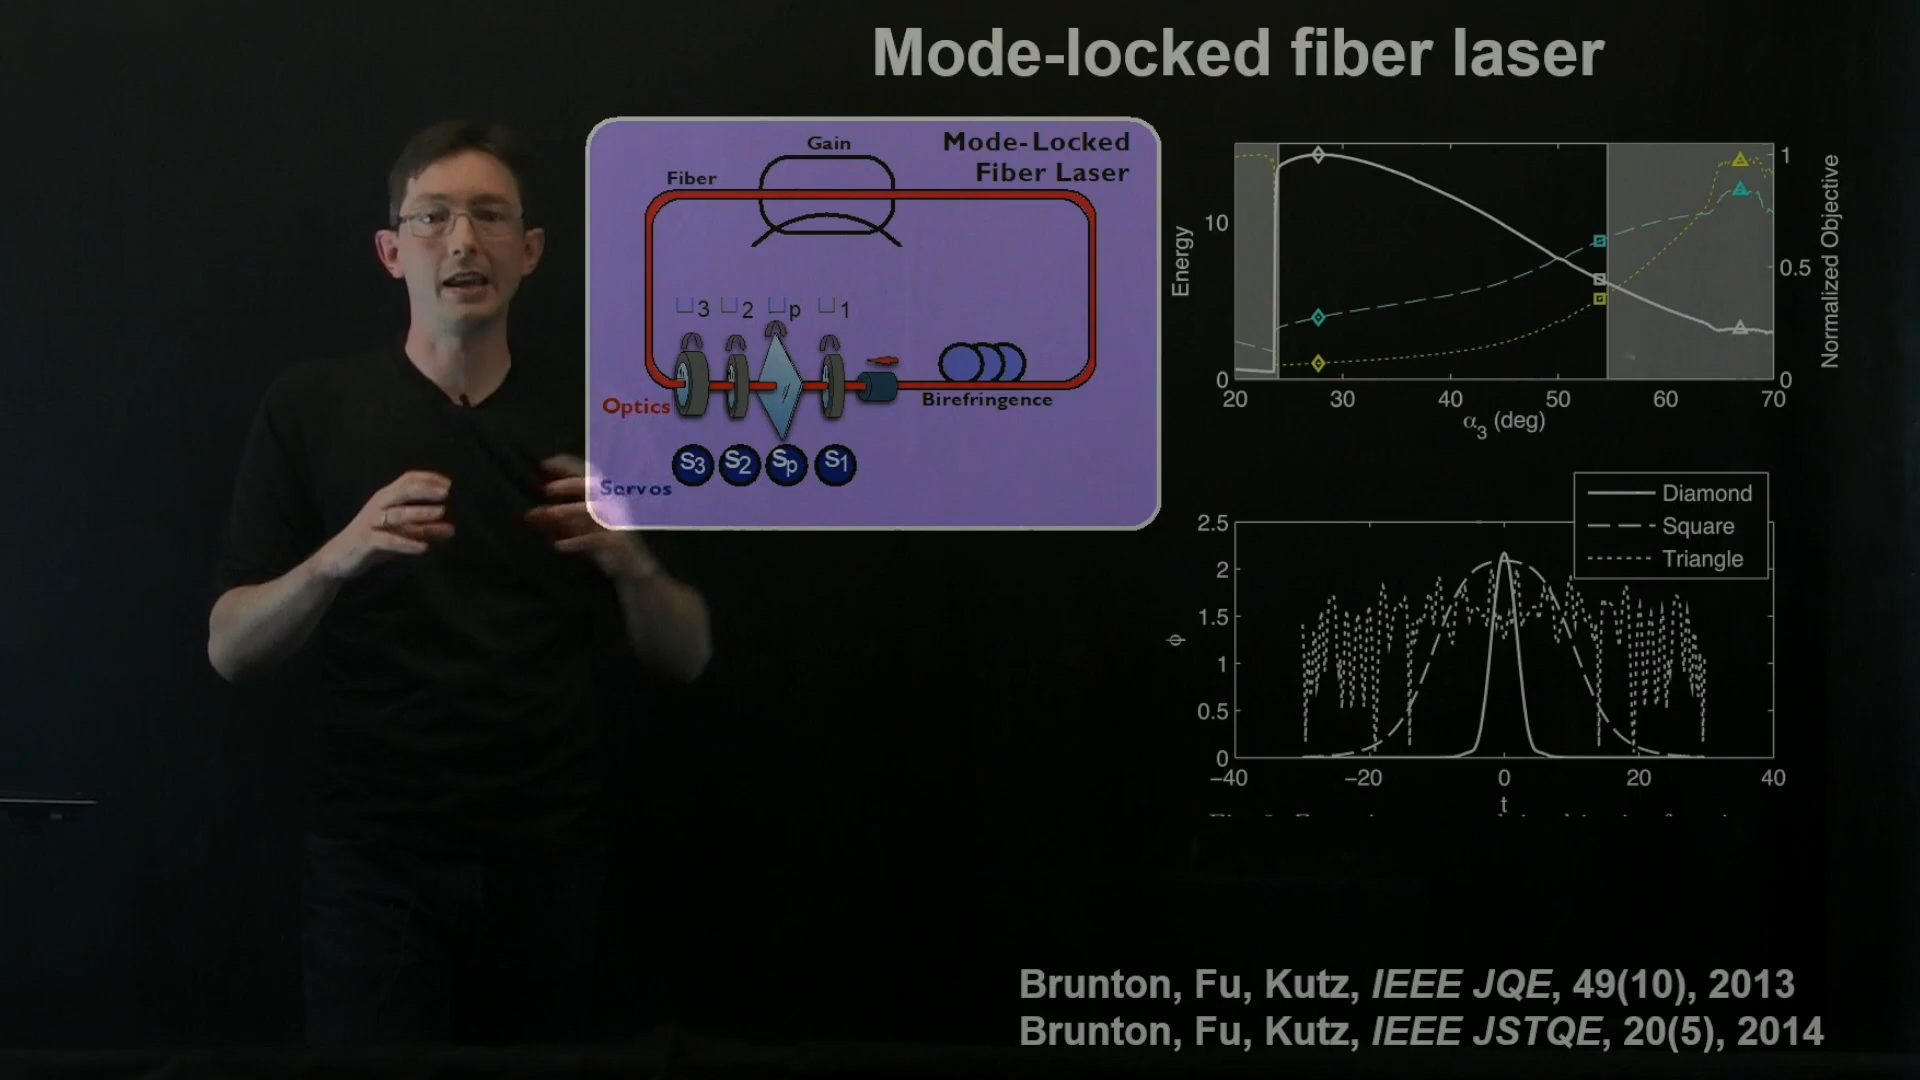 Mode-locked fiber laser
Mode-Locked
Fiber Laser
Gain
Fiber
3 2 p 1
Optics
Birefringence
S3 S2 Sp S1
Servos
Energy
10
0
1
0.5
0
Normalized Objective
20 30 40 50 60 70
α3 (deg)
Diamond
Square
Triangle
2.5
2
1.5
1
0.5
0
ϕ
−40 −20 0 20 40
t
Brunton, Fu, Kutz, IEEE JQE, 49(10), 2013
Brunton, Fu, Kutz, IEEE JSTQE, 20(5), 2014